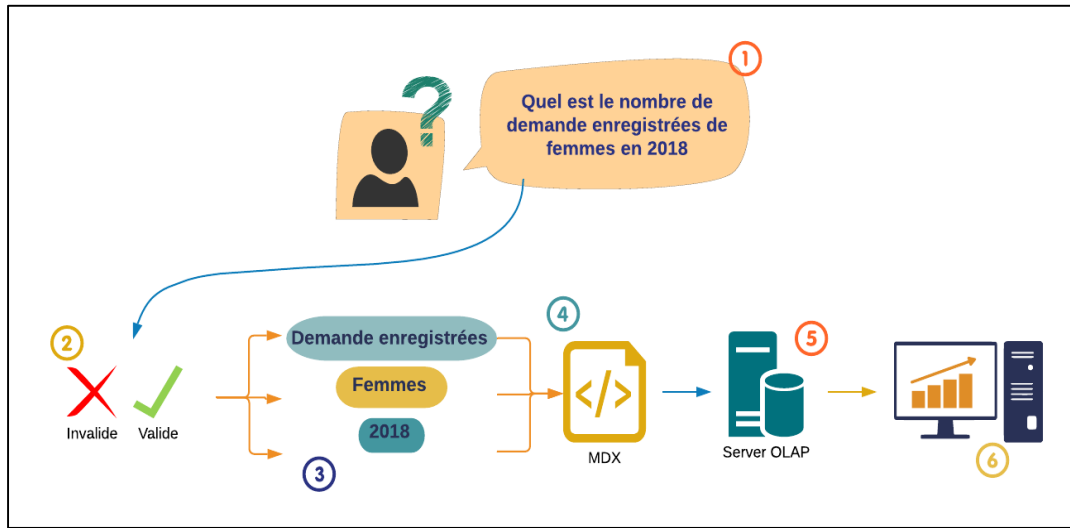 1
Quel est le nombre de
demande enregistrées de
femmes en 2018
2
Invalide
Valide
Demande enregistrées
Femmes
2018
3
4
</>
MDX
5
Server OLAP
6